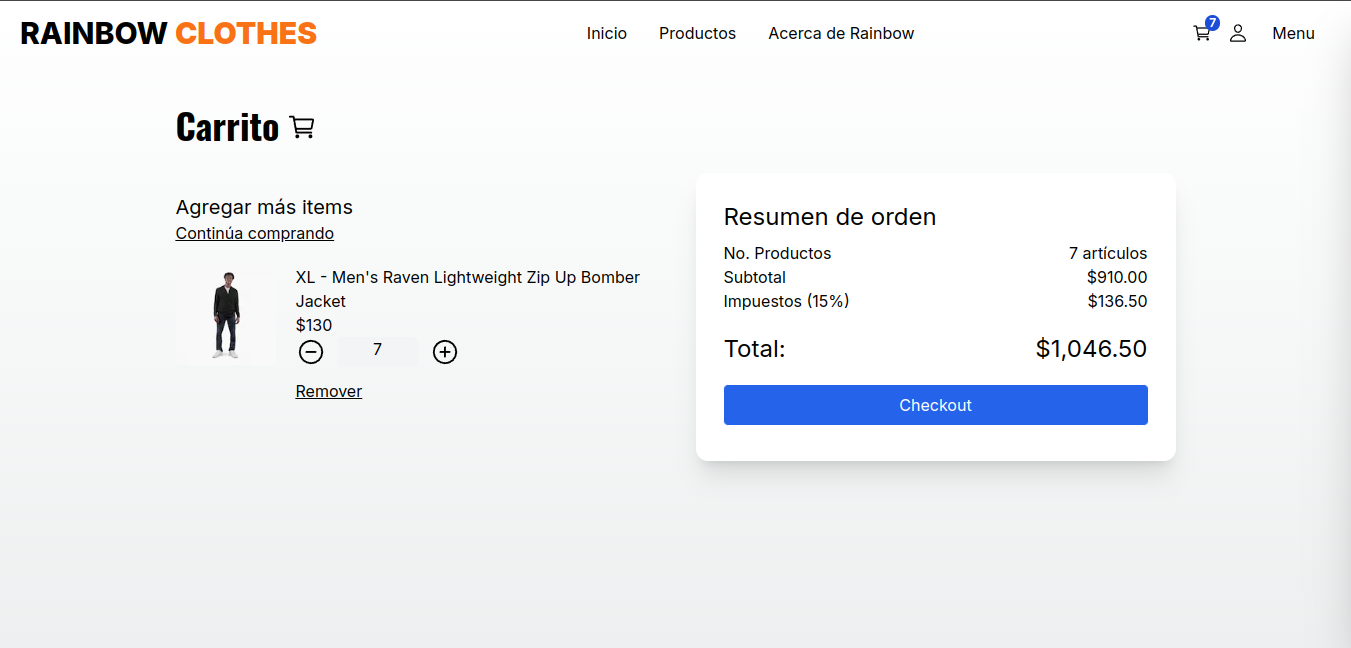 RAINBOW CLOTHES
Inicio
Productos
Acerca de Rainbow
7
Menu
Carrito
Agregar más items
Continúa comprando
XL - Men's Raven Lightweight Zip Up Bomber
Jacket
$130
7
Remover
Resumen de orden
No. Productos 7 artículos
Subtotal $910.00
Impuestos (15%) $136.50
Total: $1,046.50
Checkout